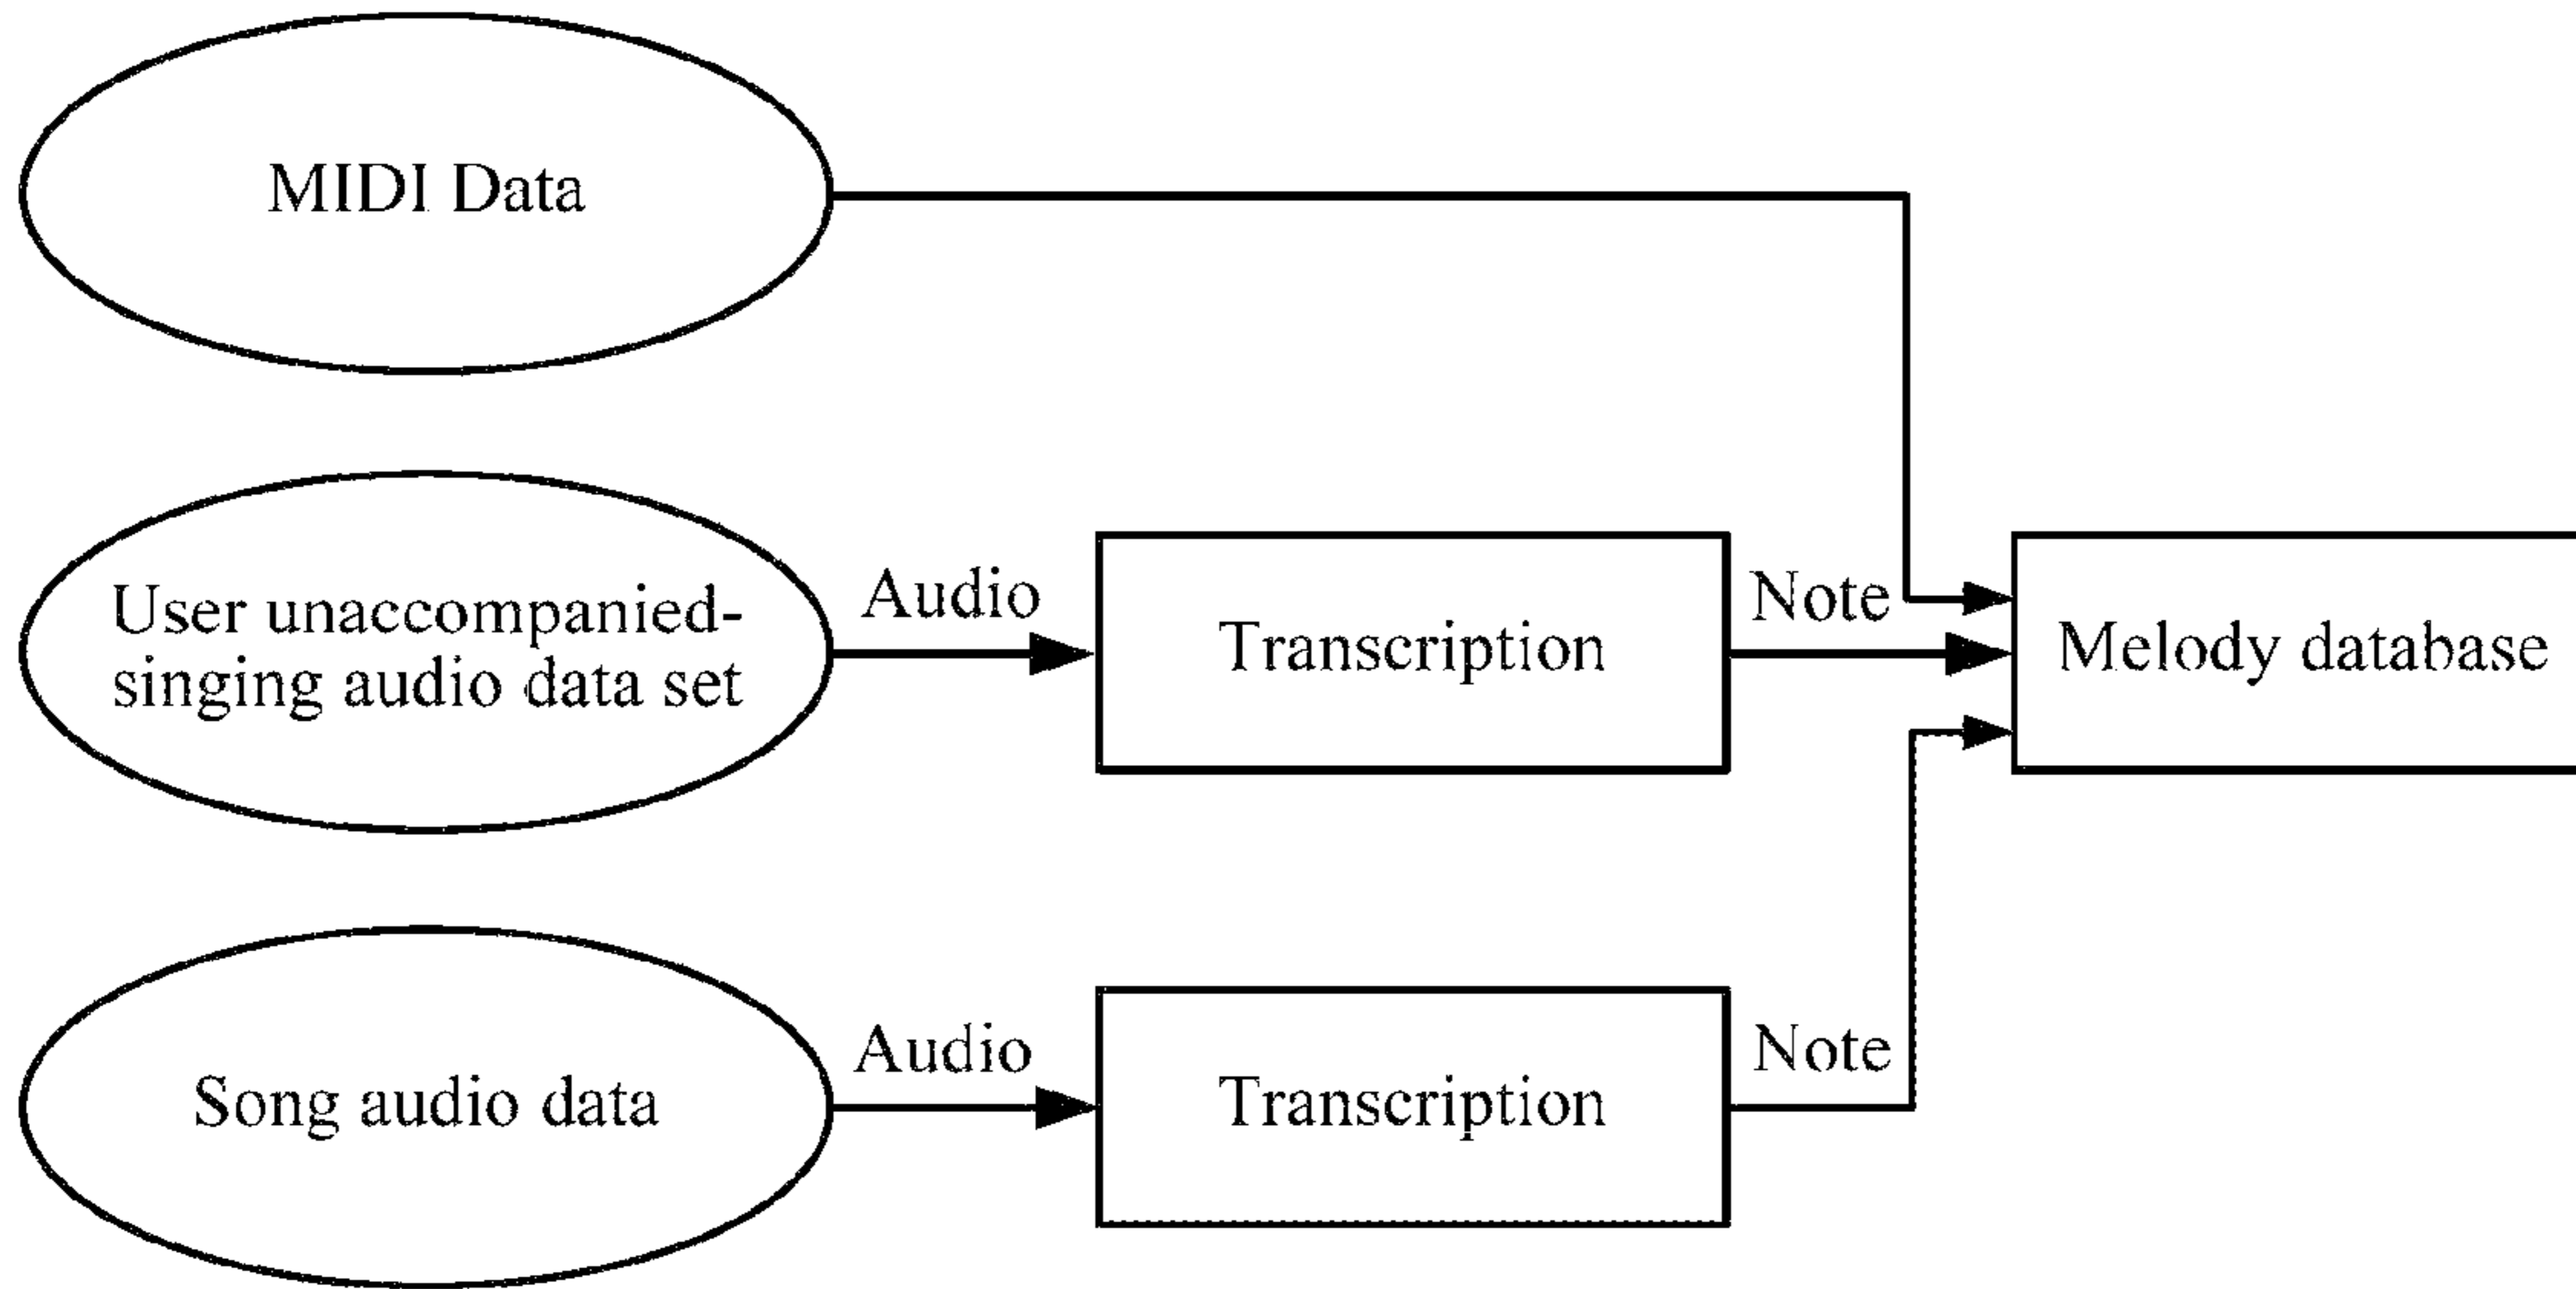 MIDI Data
User unaccompanied-
singing audio data set
Audio
Transcription
Note
Melody database
Song audio data
Audio
Transcription
Note